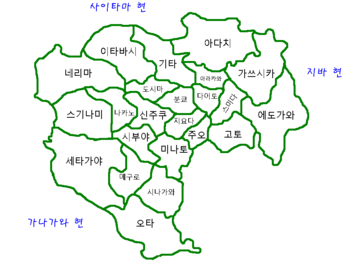 사이타마 현
아다치
이타바시
기타
네리마
아라카와
가쓰시카
지바 현
도시마
분쿄
다이토
스미다
에도가와
스기나미
나카노
신주쿠
지요다
시부야
주오
고토
미나토
세타가야
메구로
시나가와
가나가와 현
오타